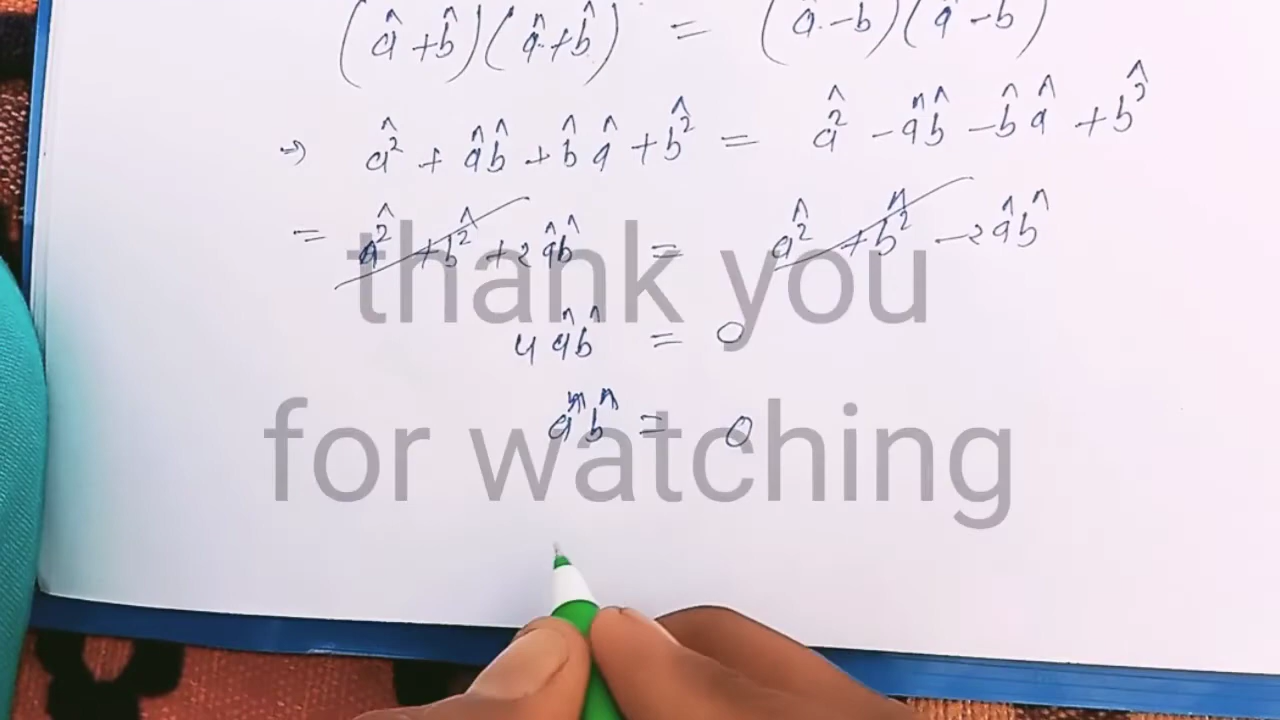 (â + b̂)(â + b̂) = (â - b)(â - b)
⇒ â² + âb̂ + b̂â + b̂² = â² - âb̂ - b̂â + b̂²
= â² + b̂² + 2âb̂ = â² + b̂² - 2âb̂
thank you
4âb̂ = 0
âb̂ = 0
for watching